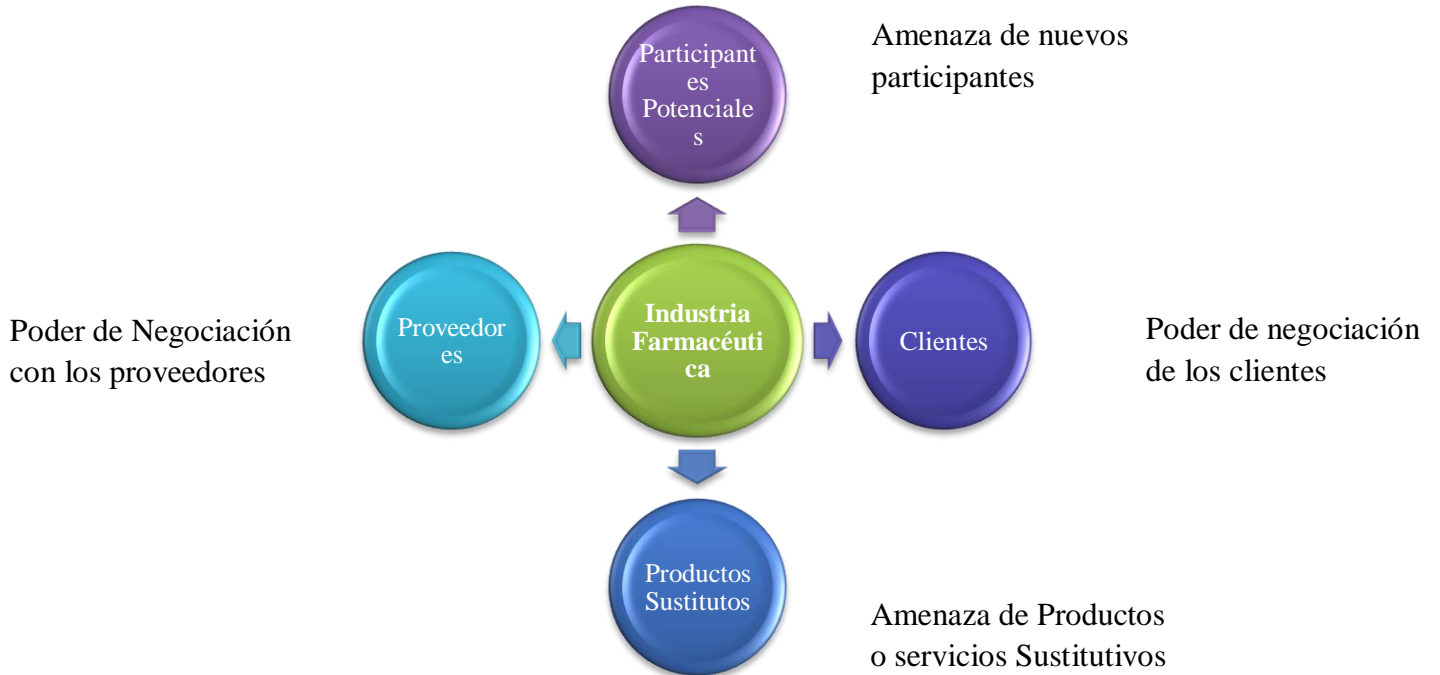 Participant
es
Potenciale
s
Amenaza de nuevos
participantes
Poder de Negociación
con los proveedores
Proveedor
es
Industria
Farmacéuti
ca
Clientes
Poder de negociación
de los clientes
Productos
Sustitutos
Amenaza de Productos
o servicios Sustitutivos